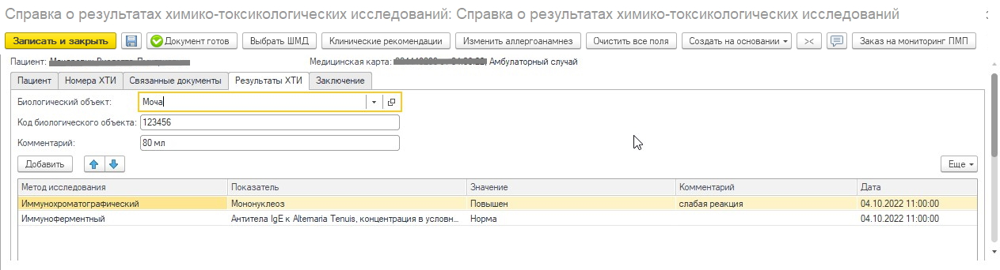 Справка о результатах химико-токсикологических исследований: Справка о результатах химико-токсикологических исследований
Записать и закрыть Документ готов Выбрать ШМД Клинические рекомендации Изменить аллергоанамнез Очистить все поля Создать на основании >< Заказ на мониторинг ПМП
Пациент: Медицинская карта: Амбулаторный случай
Пациент Номера ХТИ Связанные документы Результаты ХТИ Заключение
Биологический объект: Моча
Код биологического объекта: 123456
Комментарий: 80 мл
Добавить Еще
Метод исследования Показатель Значение Комментарий Дата
Иммунохроматографический Мононуклеоз Повышен слабая реакция 04.10.2022 11:00:00
Иммуноферментный Антитела IgE к Alternaria Tenuis, концентрация в условн... Норма 04.10.2022 11:00:00